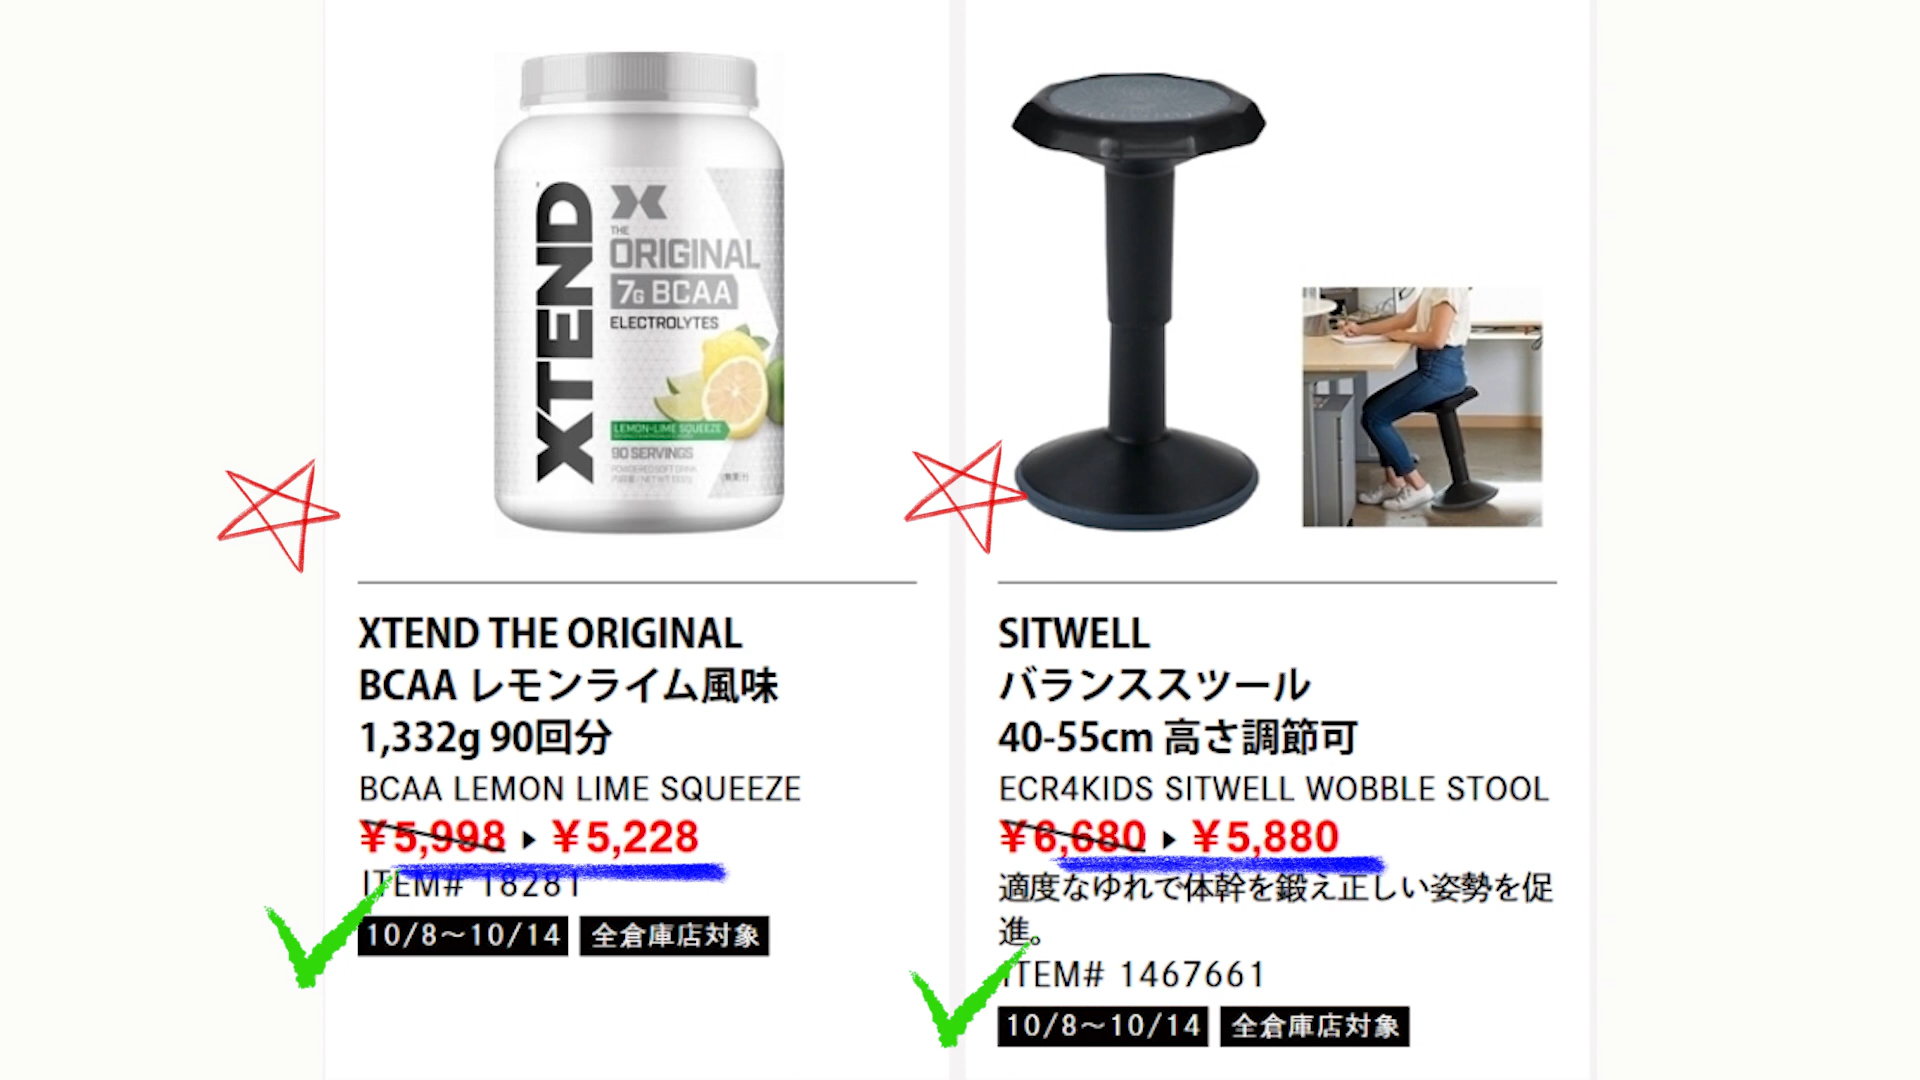 XTEND
THE
ORIGINAL
7G BCAA
ELECTROLYTES
LEMON-LIME SQUEEZE
90 SERVINGS
POWDERED SOFT DRINK
XTEND THE ORIGINAL
BCAA レモンライム風味
1,332g 90回分
BCAA LEMON LIME SQUEEZE
￥5,998 ▶ ￥5,228
ITEM# 18281
10/8～10/14 全倉庫店対象
SITWELL
バランススツール
40-55cm 高さ調節可
ECR4KIDS SITWELL WOBBLE STOOL
￥6,680 ▶ ￥5,880
適度なゆれで体幹を鍛え正しい姿勢を促
進。
ITEM# 1467661
10/8～10/14 全倉庫店対象